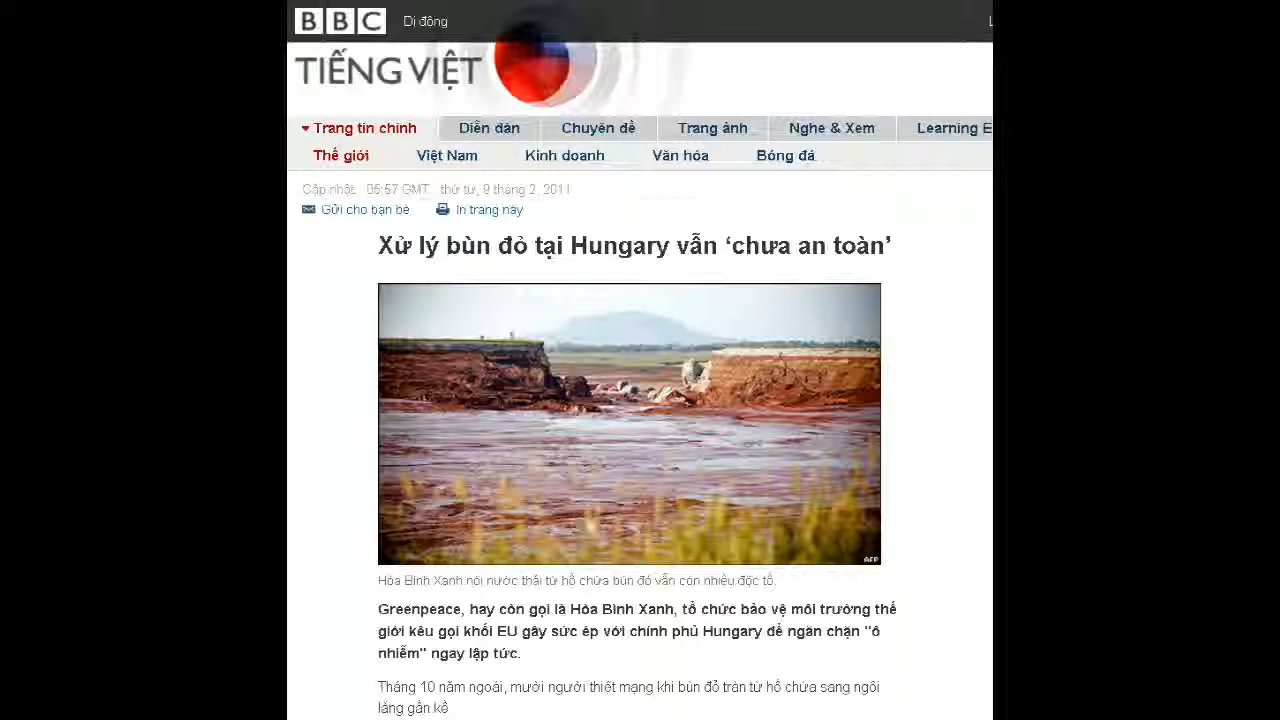 BBC Di động
TIẾNG VIỆT
Trang tin chính Diễn đàn Chuyên đề Trang ảnh Nghe & Xem Learning E
Thế giới Việt Nam Kinh doanh Văn hóa Bóng đá
Cập nhật: 05:57 GMT thứ tư, 9 tháng 2, 2011
Gửi cho bạn bè In trang này
Xử lý bùn đỏ tại Hungary vẫn ‘chưa an toàn’
AFP
Hòa Bình Xanh nói nước thải từ hồ chứa bùn đỏ vẫn còn nhiều độc tố.
Greenpeace, hay còn gọi là Hòa Bình Xanh, tổ chức bảo vệ môi trường thế
giới kêu gọi khối EU gây sức ép với chính phủ Hungary để ngăn chặn "ô
nhiễm" ngay lập tức.
Tháng 10 năm ngoái, mười người thiệt mạng khi bùn đỏ tràn từ hồ chứa sang ngôi
làng gần kề